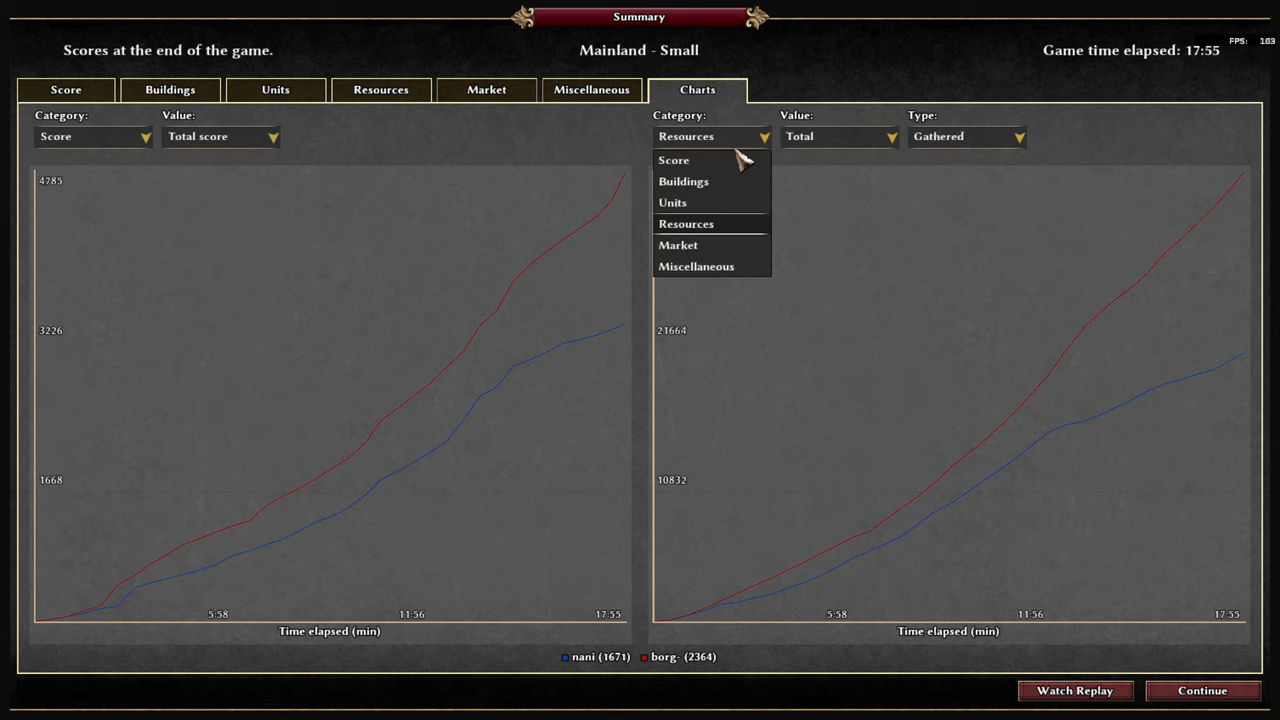 Summary
Scores at the end of the game.
Mainland - Small
Game time elapsed: 17:55
FPS: 103
Score
Buildings
Units
Resources
Market
Miscellaneous
Charts
Category:
Value:
Score
Total score
Category:
Value:
Type:
Resources
Total
Gathered
Score
Buildings
Units
Resources
Market
Miscellaneous
4785
3226
1668
5:58
11:56
17:55
Time elapsed (min)
21664
10832
5:58
11:56
17:55
Time elapsed (min)
nani (1671)
borg- (2364)
Watch Replay
Continue